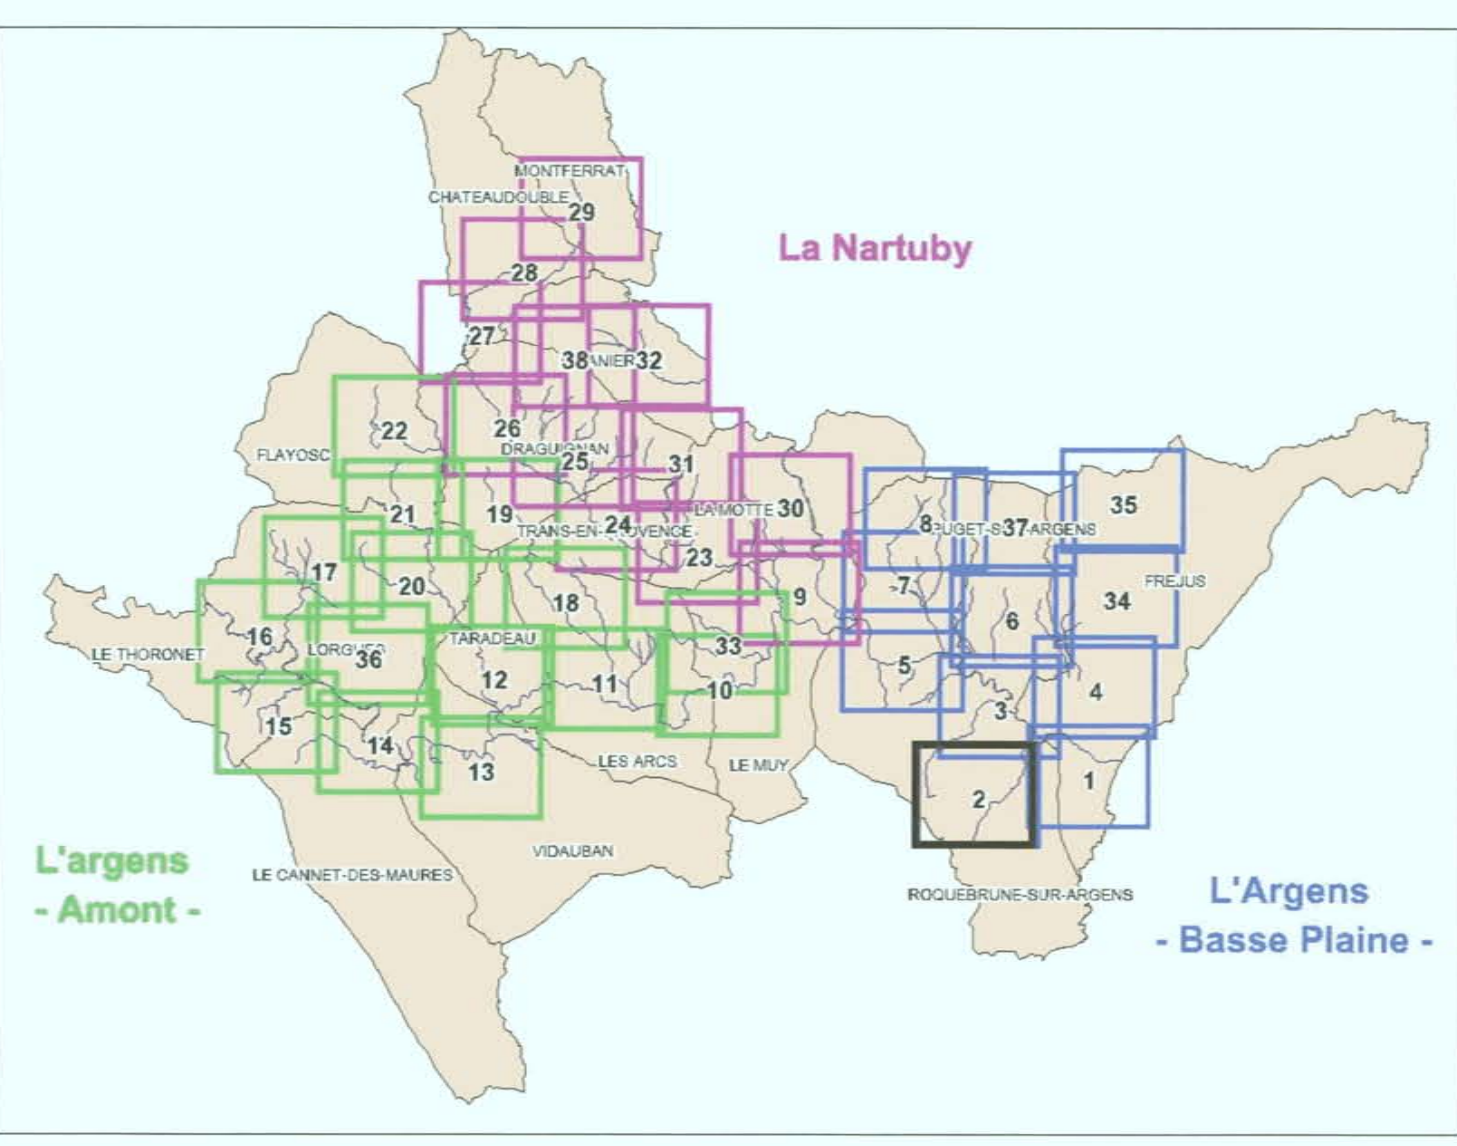 MONTFERRAT
CHATEAUDOUBLE
29
La Nartuby
28
27
38
32
22
26
DRAGUIGNAN
FLAYOSC
25
31
35
21
19
LA MOTTE
30
TRANS-EN-PROVENCE
24
8
37
23
17
20
7
FREJUS
34
18
9
6
16
LE THORONET
LORGUES
36
TARADEAU
33
12
11
10
5
4
3
15
14
13
LES ARCS
LE MUY
1
2
L'argens
- Amont -
VIDAUBAN
LE CANNET-DES-MAURES
ROQUEBRUNE-SUR-ARGENS
L'Argens
- Basse Plaine -